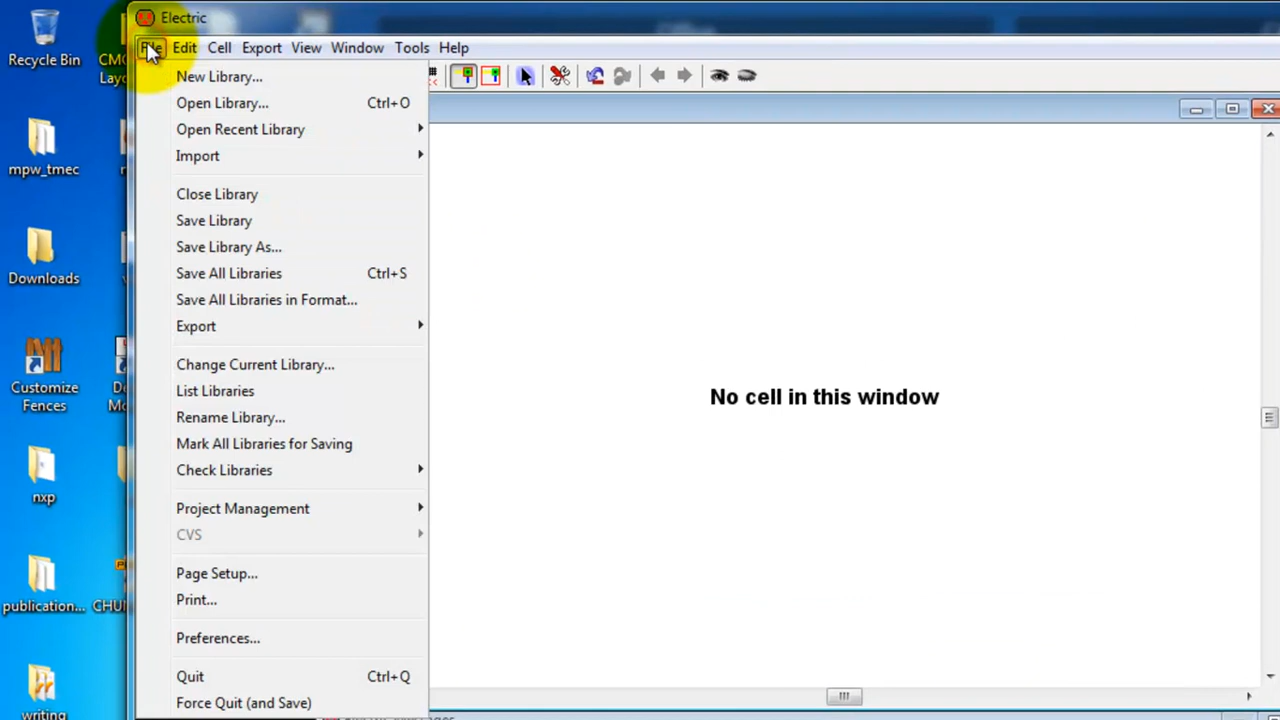 Electric
File Edit Cell Export View Window Tools Help
New Library...
Open Library... Ctrl+O
Open Recent Library
Import
Close Library
Save Library
Save Library As...
Save All Libraries Ctrl+S
Save All Libraries in Format...
Export
Change Current Library...
List Libraries
Rename Library...
Mark All Libraries for Saving
Check Libraries
Project Management
CVS
Page Setup...
Print...
Preferences...
Quit Ctrl+Q
Force Quit (and Save)
No cell in this window
Recycle Bin
mpw_tmec
Downloads
Customize
Fences
nxp
publication...
writing